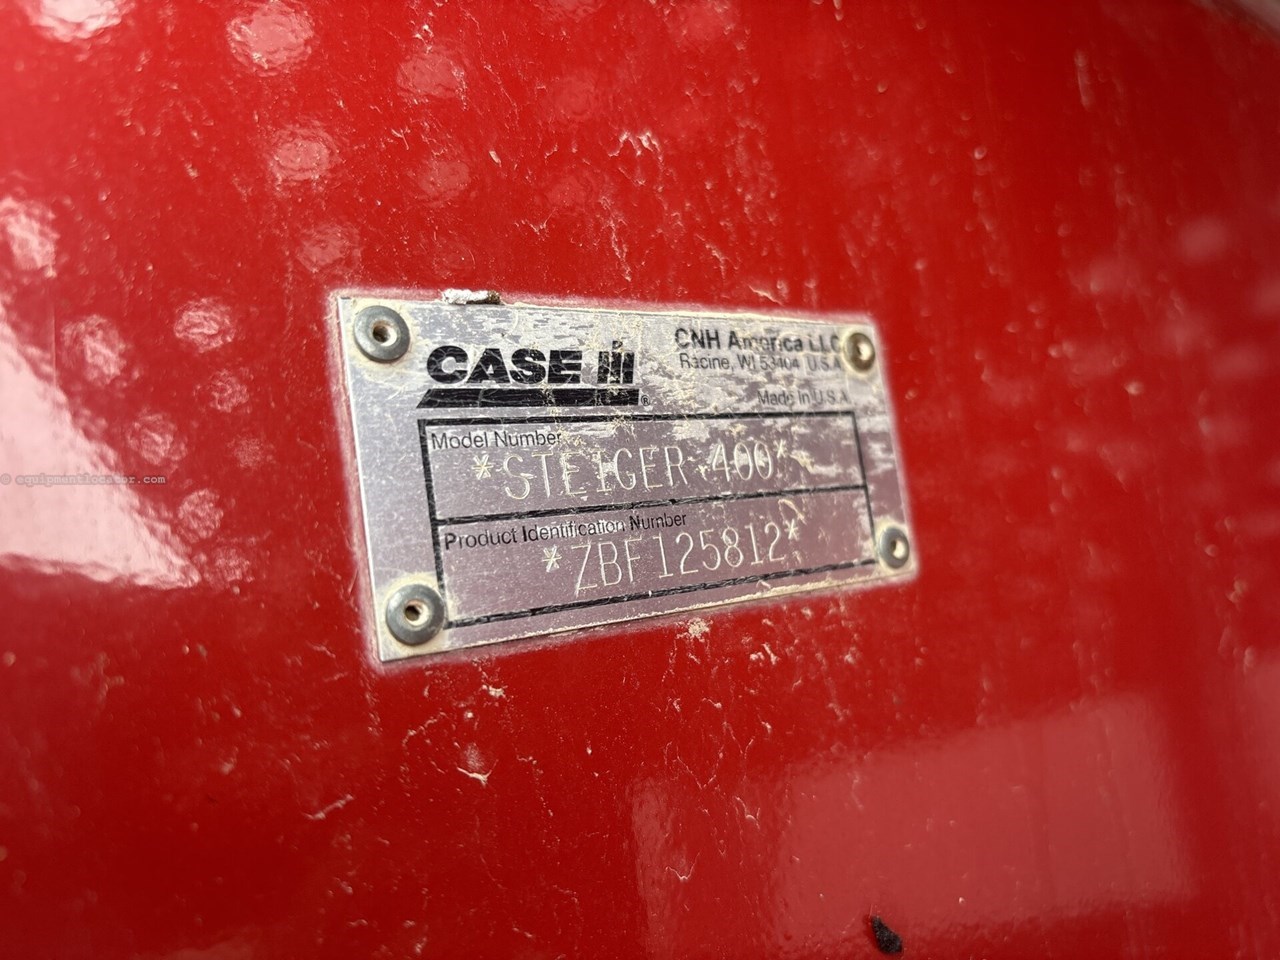 CASE IH®
CNH America LLC
Racine, WI 53404 U.S.A.
Made in U.S.A.
Model Number
*STEIGER 400*
Product Identification Number
*ZBF125812*
© equipmentlocator.com